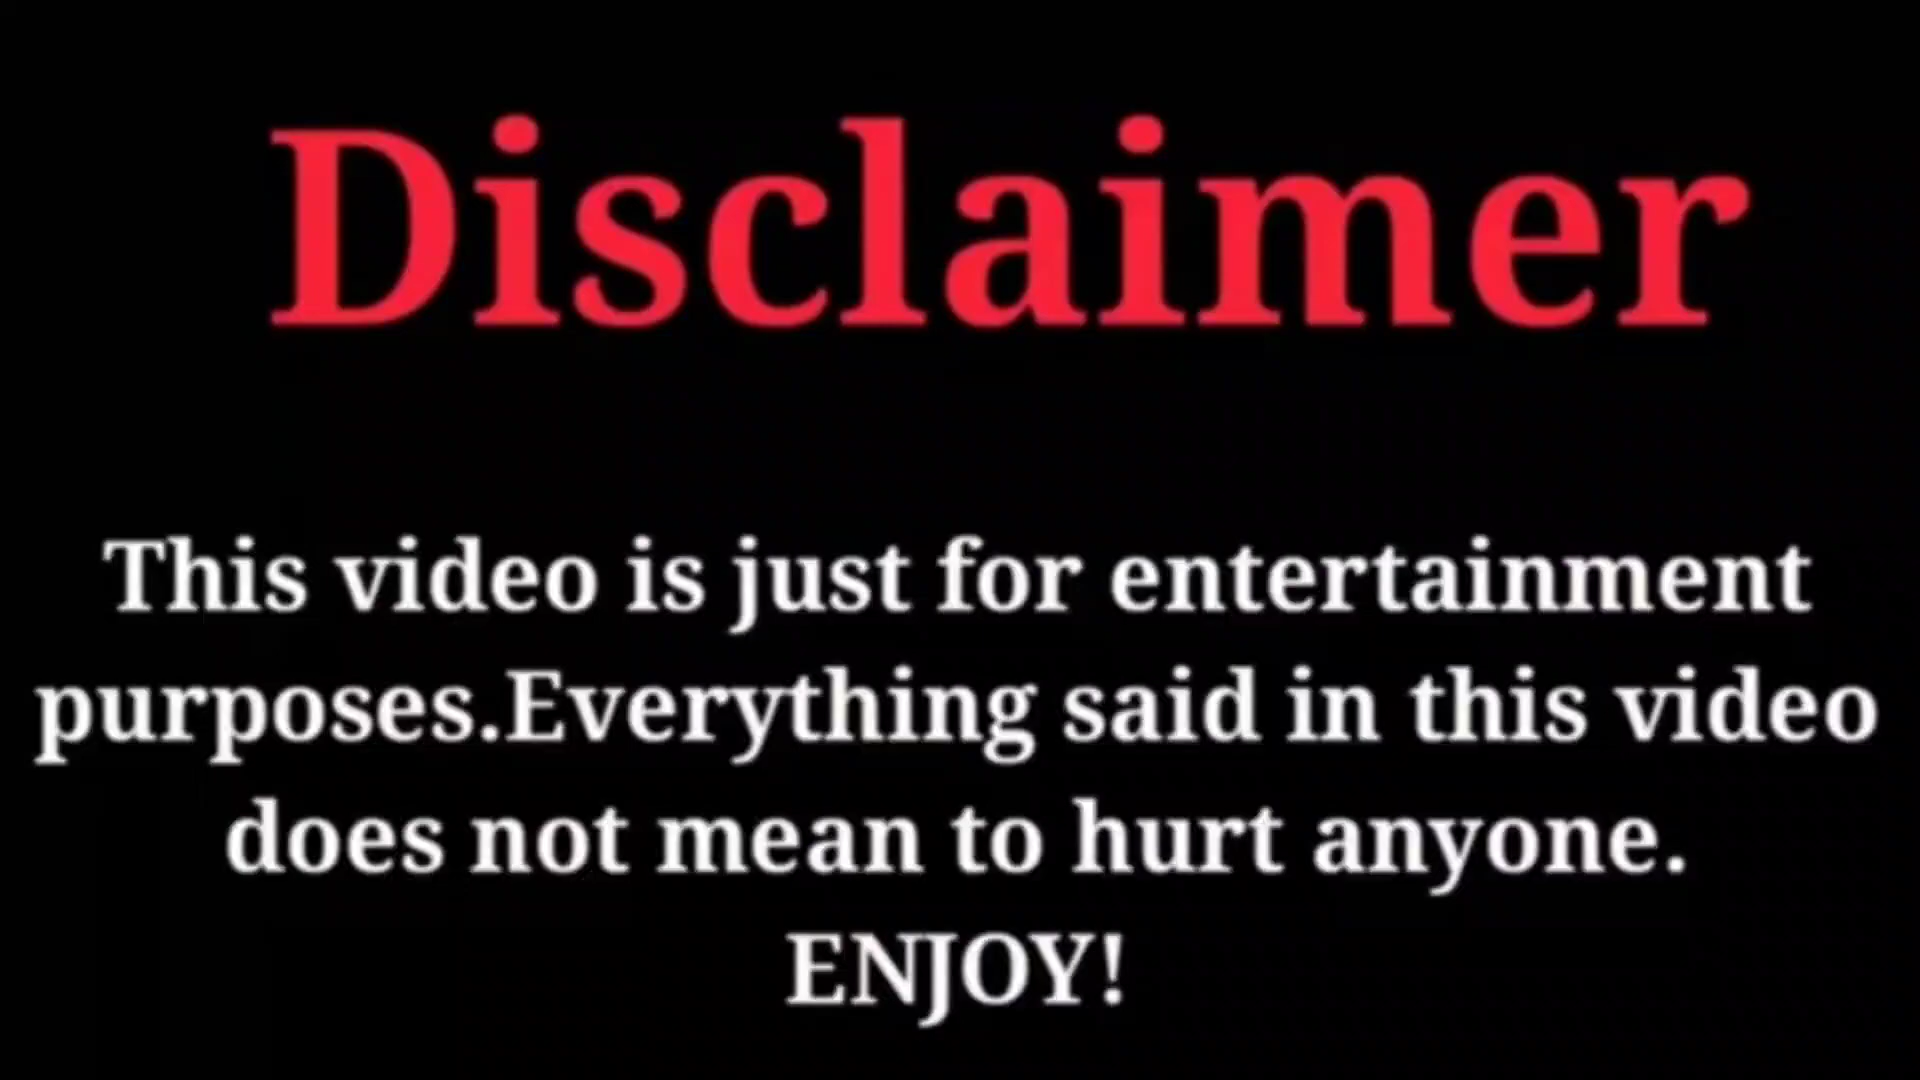 Disclaimer
This video is just for entertainment
purposes.Everything said in this video
does not mean to hurt anyone.
ENJOY!